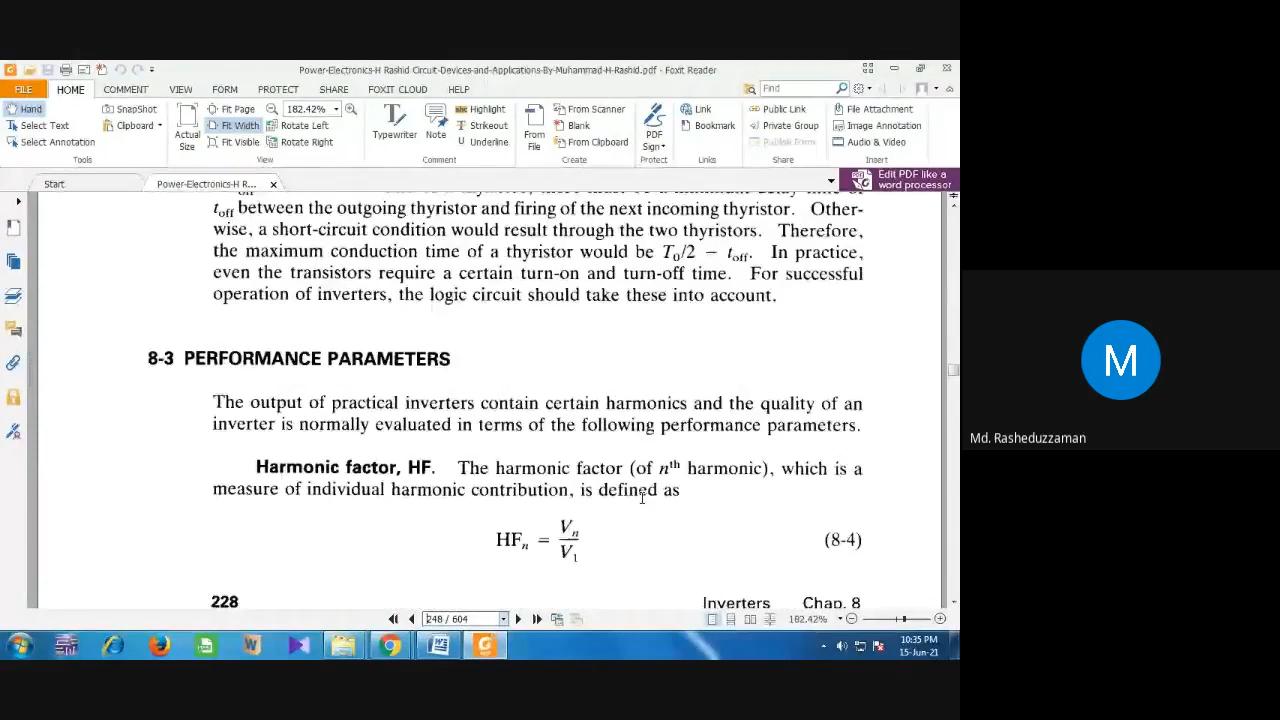 Power-Electronics-H Rashid Circuit-Devices-and-Applications-By-Muhammad-H-Rashid.pdf - Foxit Reader
FILE HOME COMMENT VIEW FORM PROTECT SHARE FOXIT CLOUD HELP Find
Hand SnapShot Fit Page 182.42% Highlight From Scanner Link Public Link File Attachment
Select Text Clipboard Actual Size Fit Width Rotate Left Typewriter Note Strikeout From File Blank PDF Sign Bookmark Private Group Image Annotation
Select Annotation Fit Visible Rotate Right Underline From Clipboard Publish Form Audio & Video
Tools View Comment Create Protect Links Share Insert
Start Power-Electronics-H R... Edit PDF like a word processor
toff between the outgoing thyristor and firing of the next incoming thyristor. Other-
wise, a short-circuit condition would result through the two thyristors. Therefore,
the maximum conduction time of a thyristor would be T0/2 − toff. In practice,
even the transistors require a certain turn-on and turn-off time. For successful
operation of inverters, the logic circuit should take these into account.
8-3 PERFORMANCE PARAMETERS
The output of practical inverters contain certain harmonics and the quality of an
inverter is normally evaluated in terms of the following performance parameters.
Harmonic factor, HF. The harmonic factor (of nth harmonic), which is a
measure of individual harmonic contribution, is defined as
HFn = Vn/V1 (8-4)
228 Inverters Chap. 8
248 / 604 182.42%
10:35 PM
15-Jun-21
M
Md. Rasheduzzaman